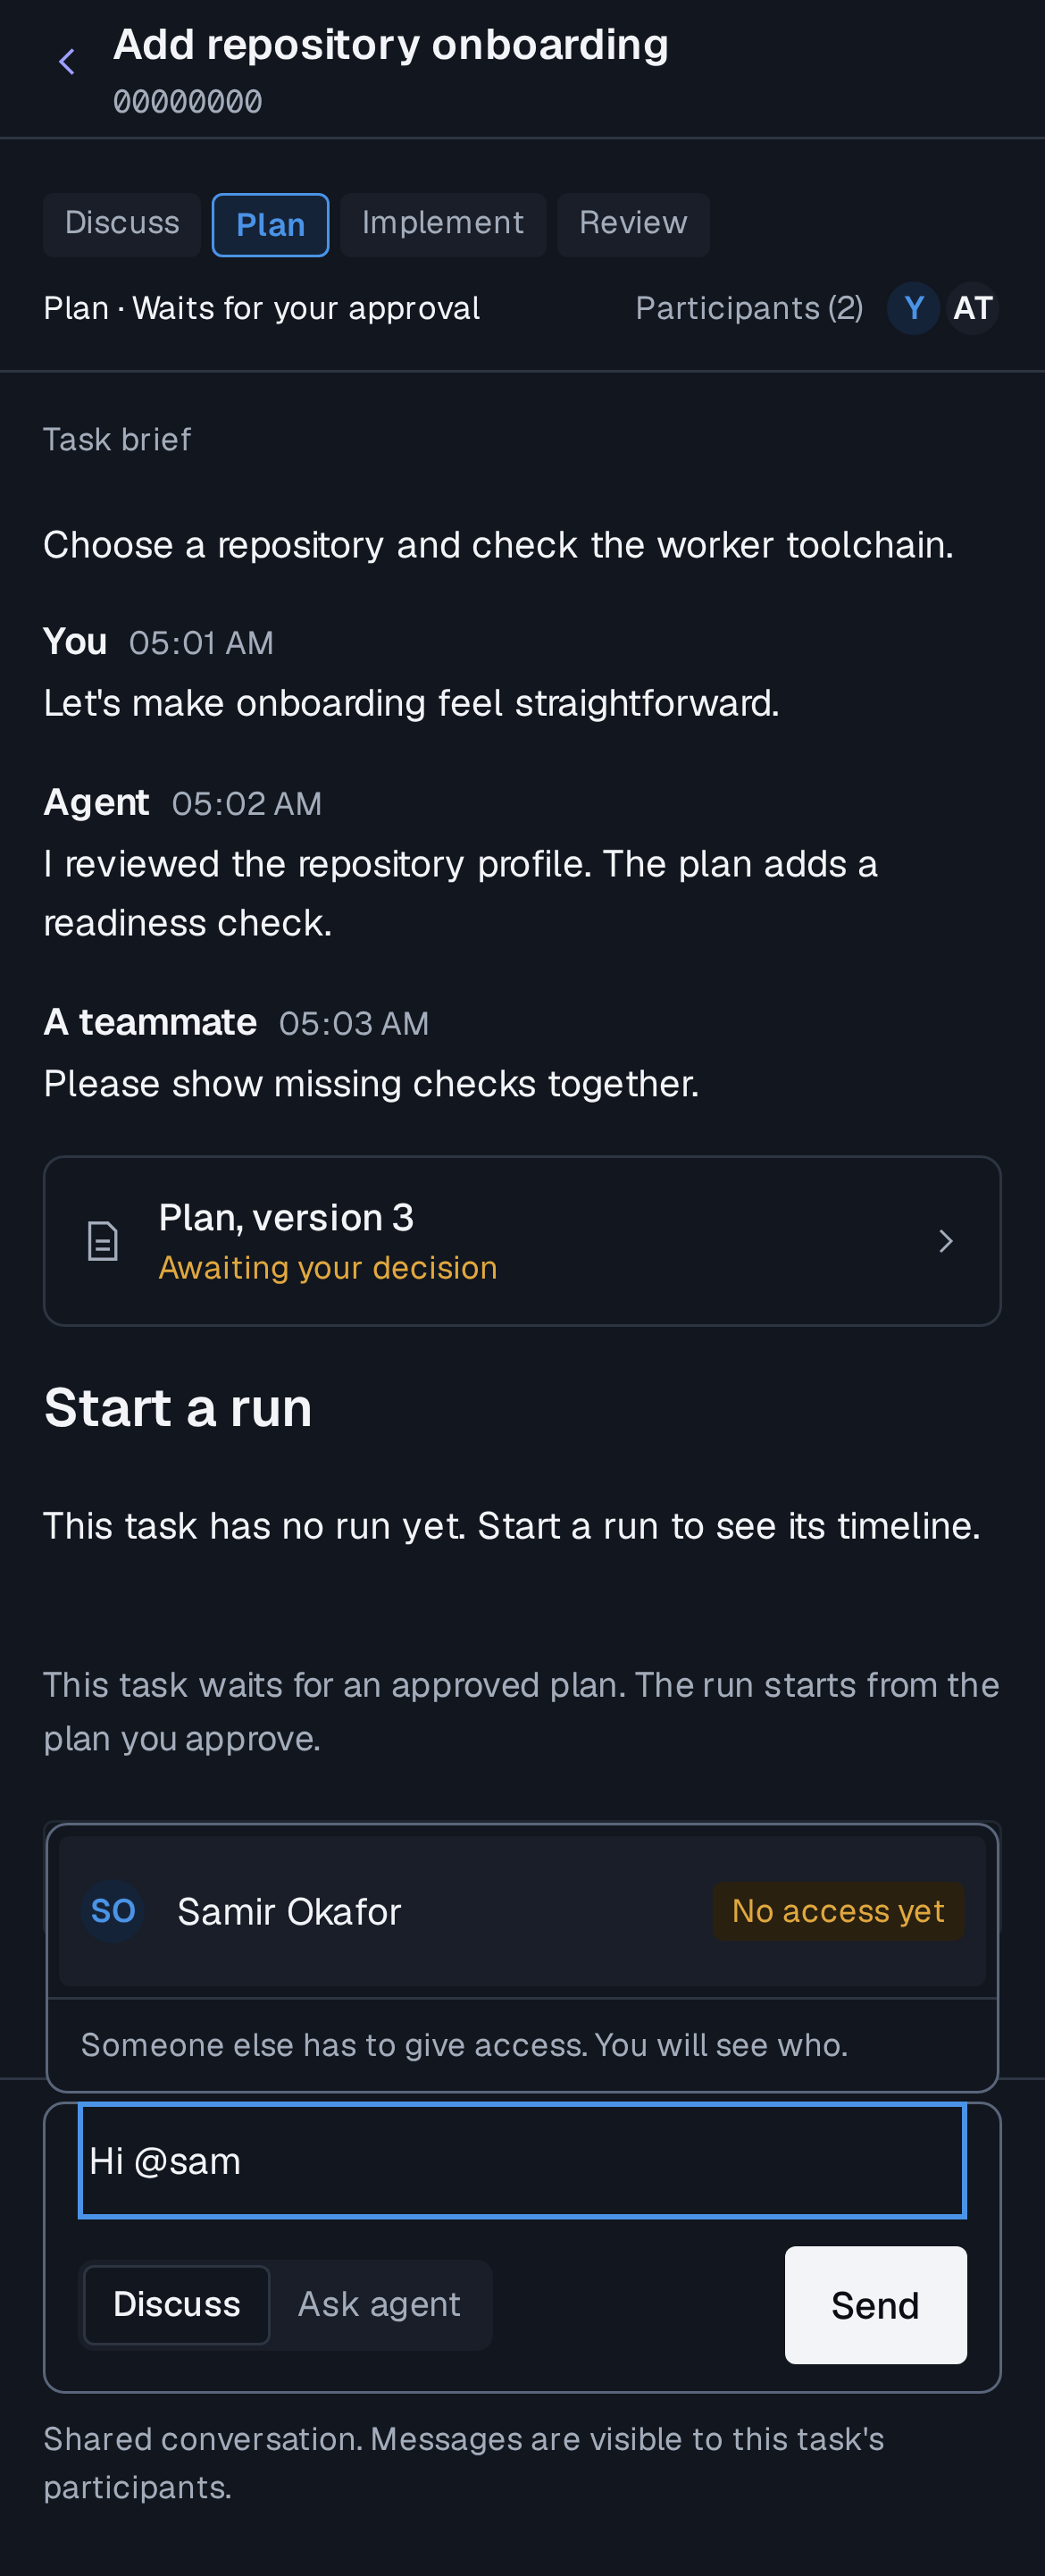 Add repository onboarding
00000000
Discuss Plan Implement Review
Plan · Waits for your approval Participants (2) Y AT
Task brief
Choose a repository and check the worker toolchain.
You 05:01 AM
Let's make onboarding feel straightforward.
Agent 05:02 AM
I reviewed the repository profile. The plan adds a
readiness check.
A teammate 05:03 AM
Please show missing checks together.
Plan, version 3
Awaiting your decision
Start a run
This task has no run yet. Start a run to see its timeline.
This task waits for an approved plan. The run starts from the
plan you approve.
SO Samir Okafor No access yet
Someone else has to give access. You will see who.
Hi @sam
Discuss Ask agent Send
Shared conversation. Messages are visible to this task's
participants.